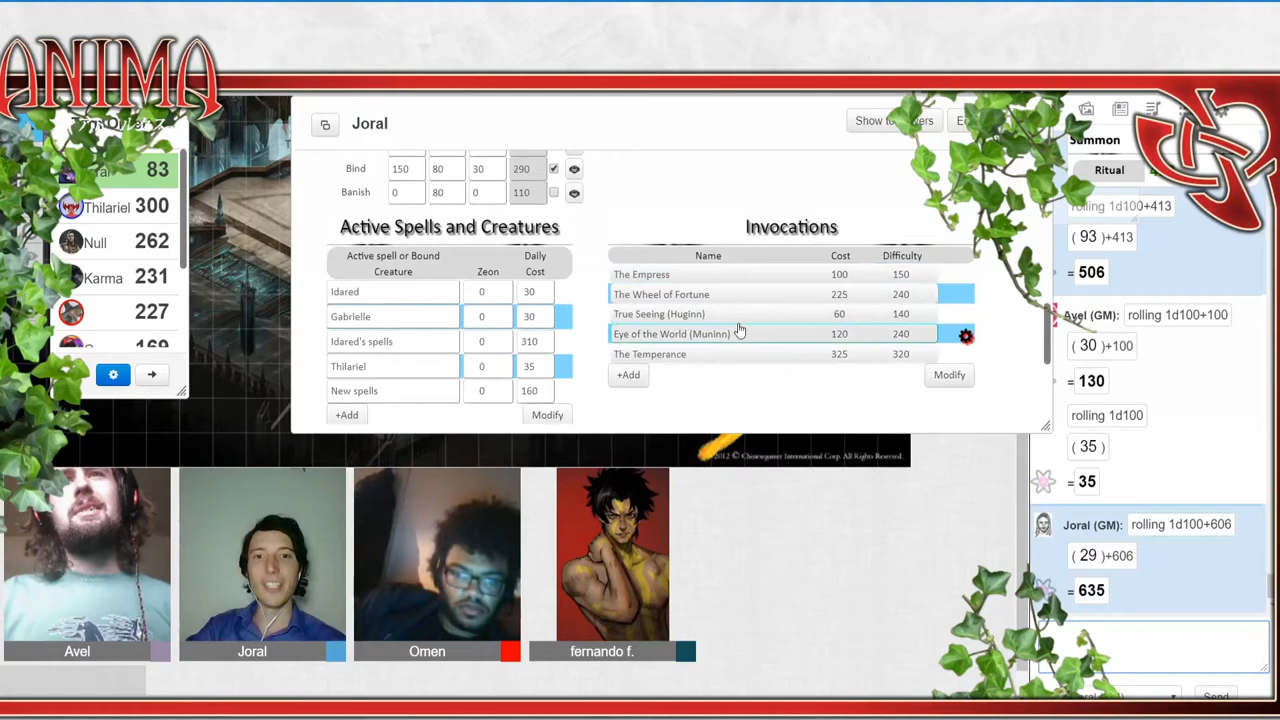 ANIMA
Joral
Show to
Bind 150 80 30 290
Banish 0 80 0 110
Active Spells and Creatures
Active spell or Bound Creature Zeon Daily Cost
Idared 0 30
Gabrielle 0 30
Idared's spells 0 310
Thilariel 0 35
New spells 0 160
+Add Modify
Invocations
Name Cost Difficulty
The Empress 100 150
The Wheel of Fortune 225 240
True Seeing (Huginn) 60 140
Eye of the World (Muninn) 120 240
The Temperance 325 320
+Add Modify
83
Thilariel 300
Null 262
Karma 231
227
169
2012 © Chinesegamer International Corp. All Rights Reserved.
Summon
Ritual
rolling 1d100+413
( 93 )+413
= 506
Avel (GM): rolling 1d100+100
( 30 )+100
= 130
rolling 1d100
( 35 )
= 35
Joral (GM): rolling 1d100+606
( 29 )+606
= 635
Send
Avel
Joral
Omen
fernando f.